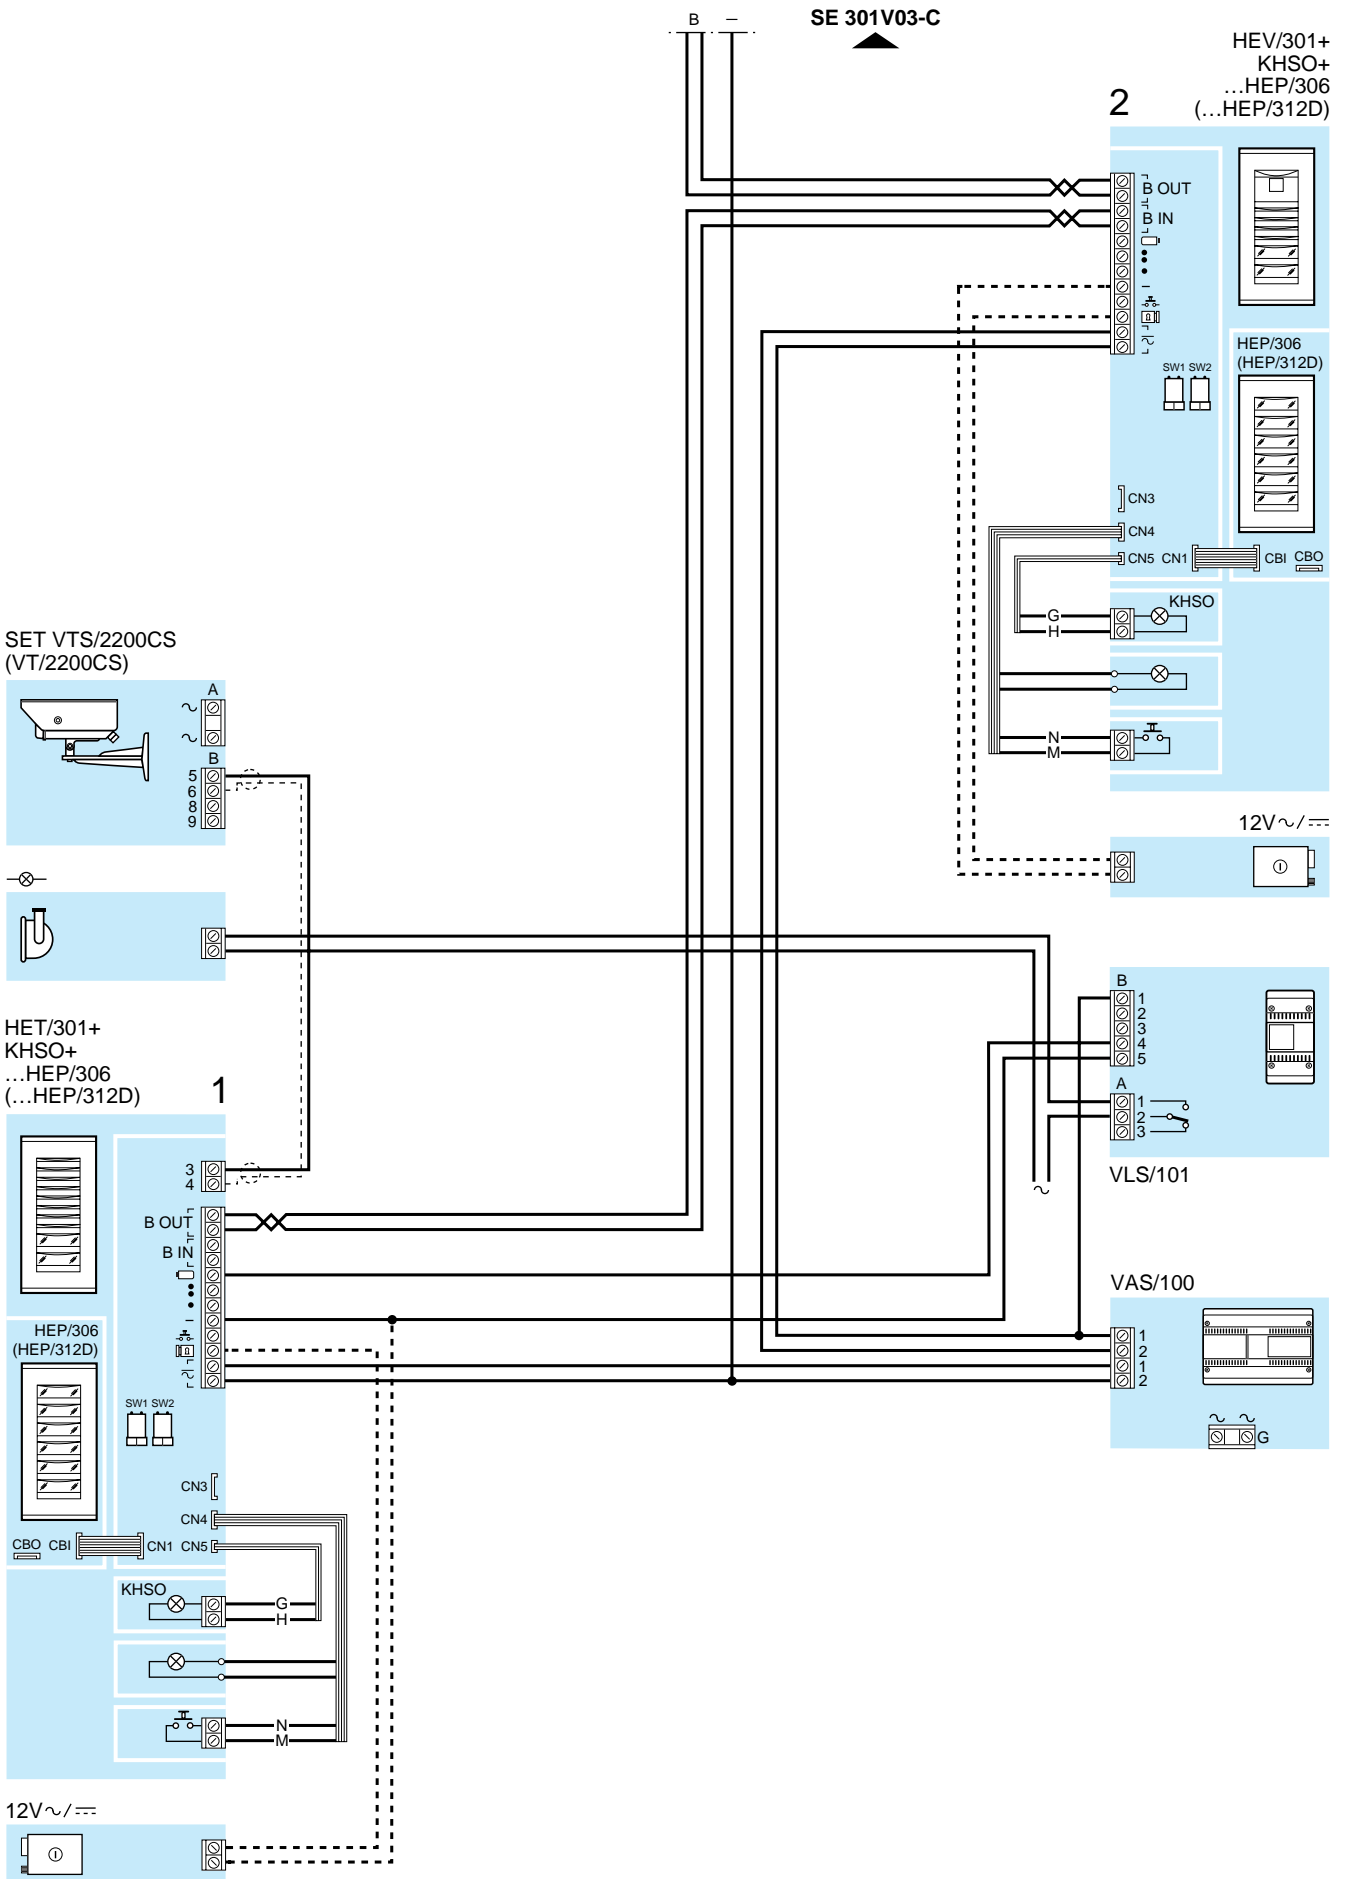 B –
SE 301V03-C
HEV/301+
KHSO+
…HEP/306
(…HEP/312D)
2
B OUT
B IN
–
HEP/306
(HEP/312D)
SW1 SW2
CN3
CN4
CN5 CN1 CBI CBO
KHSO
G
H
N
M
12V
SET VTS/2200CS
(VT/2200CS)
A
B
5
6
8
9
B
1
2
3
4
5
A
1
2
3
VLS/101
HET/301+
KHSO+
…HEP/306
(…HEP/312D)
1
3
4
B OUT
B IN
–
HEP/306
(HEP/312D)
SW1 SW2
CN3
CN4
CBO CBI CN1 CN5
KHSO
G
H
N
M
12V
VAS/100
1
2
1
2
G